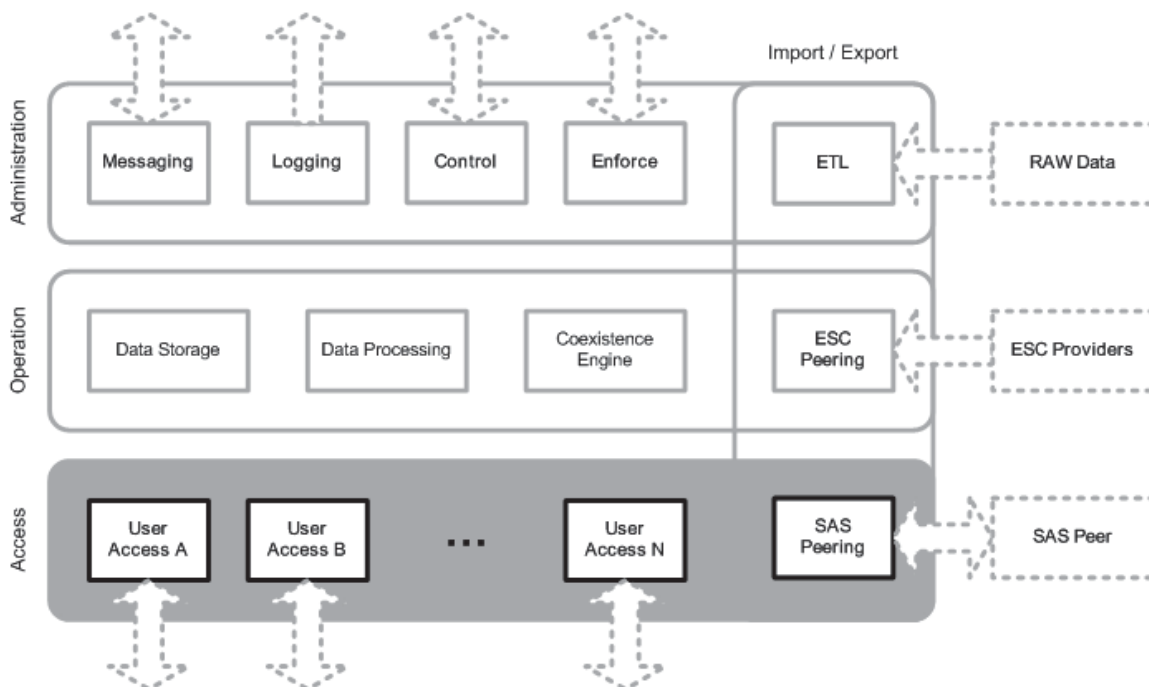 Import / Export
Administration
Messaging
Logging
Control
Enforce
ETL
RAW Data
Operation
Data Storage
Data Processing
Coexistence
Engine
ESC
Peering
ESC Providers
Access
User
Access A
User
Access B
...
User
Access N
SAS
Peering
SAS Peer